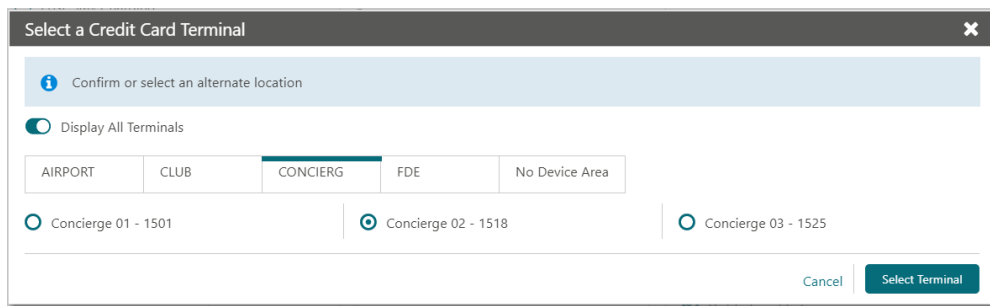 Select a Credit Card Terminal
Confirm or select an alternate location
Display All Terminals
AIRPORT CLUB CONCIERG FDE No Device Area
Concierge 01 - 1501 Concierge 02 - 1518 Concierge 03 - 1525
Cancel Select Terminal